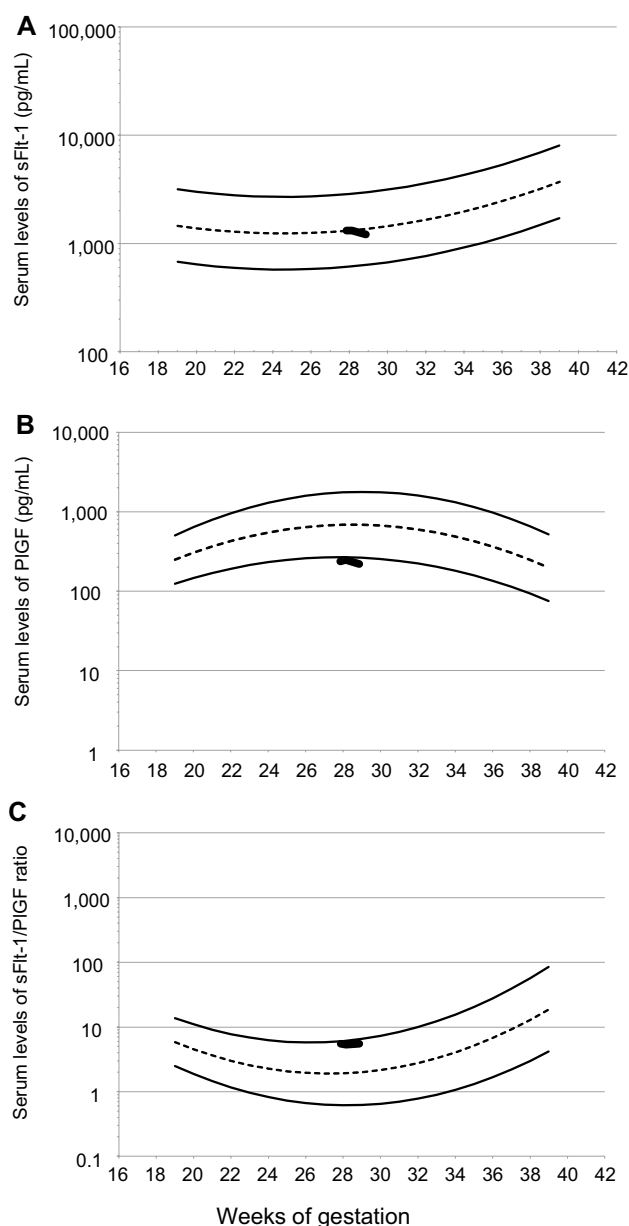 A
Serum levels of sFlt-1 (pg/mL)
100,000
10,000
1,000
100
16 18 20 22 24 26 28 30 32 34 36 38 40 42
B
Serum levels of PlGF (pg/mL)
10,000
1,000
100
10
1
16 18 20 22 24 26 28 30 32 34 36 38 40 42
C
Serum levels of sFlt-1/PlGF ratio
10,000
1,000
100
10
1
0.1
16 18 20 22 24 26 28 30 32 34 36 38 40 42
Weeks of gestation